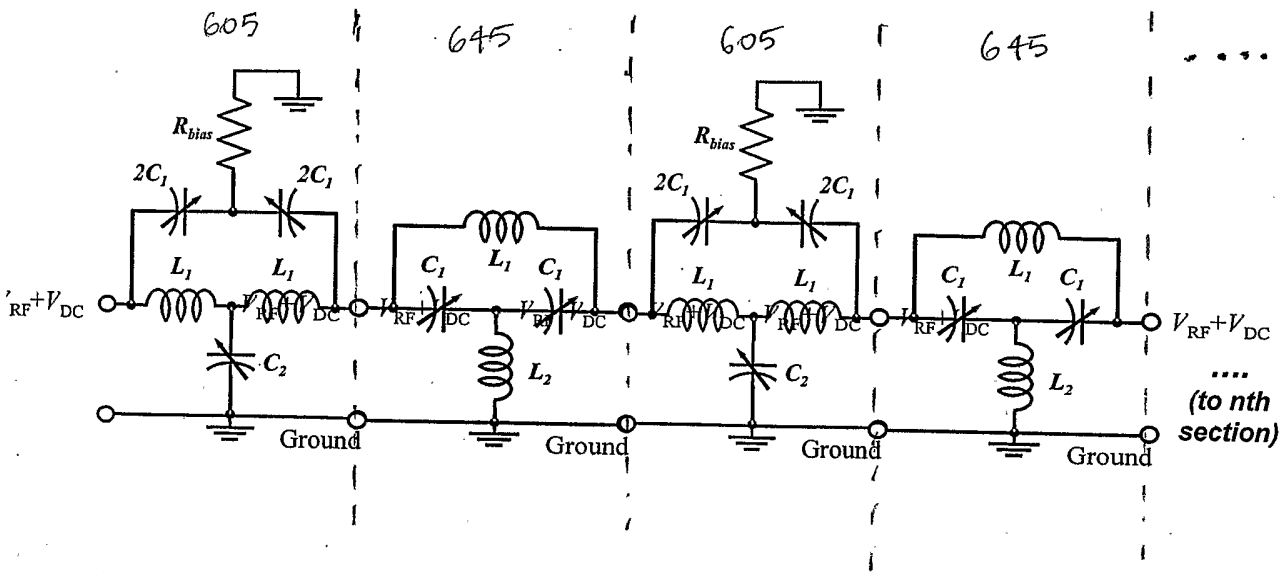 605 645 605 645 ....
R_bias R_bias
2C_1 2C_1 2C_1 2C_1
L_1 L_1
L_1 L_1 C_1 C_1 L_1 L_1 C_1 C_1
V_RF+V_DC V_RF+V_DC
C_2 L_2 C_2 L_2
....
(to nth
section)
Ground Ground Ground Ground